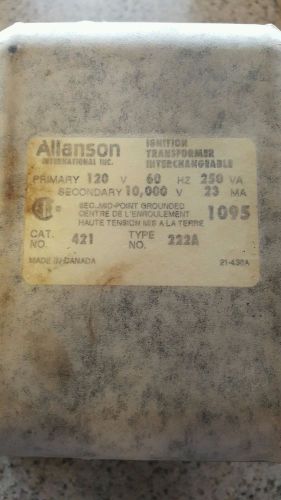 Allanson
INTERNATIONAL INC.
IGNITION
TRANSFORMER
INTERCHANGEABLE
PRIMARY 120 V 60 HZ 250 VA
SECONDARY 10,000 V 23 MA
SEC. MID-POINT GROUNDED
CENTRE DE L'ENROULEMENT
HAUTE TENSION MIS A LA TERRE
1095
CAT. NO. 421 TYPE NO. 222A
MADE IN CANADA 21-436A